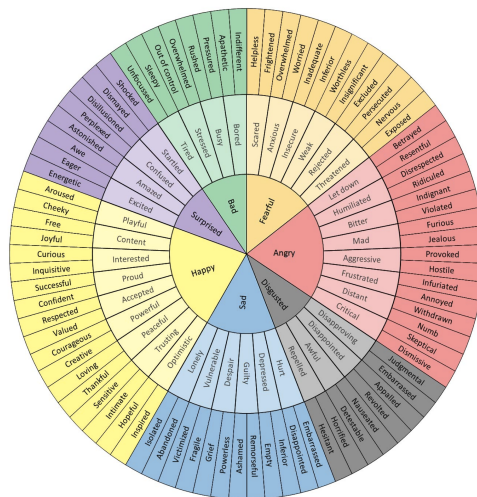 Fearful
Angry
Disgusted
Sad
Happy
Surprised
Bad
Scared
Anxious
Insecure
Weak
Rejected
Threatened
Let down
Humiliated
Bitter
Mad
Aggressive
Frustrated
Distant
Critical
Disapproving
Disappointed
Awful
Repelled
Hurt
Depressed
Guilty
Despair
Vulnerable
Lonely
Optimistic
Trusting
Peaceful
Powerful
Accepted
Proud
Interested
Content
Playful
Excited
Amazed
Confused
Startled
Tired
Stressed
Busy
Bored
Helpless
Frightened
Overwhelmed
Worried
Inadequate
Inferior
Worthless
Insignificant
Excluded
Persecuted
Nervous
Exposed
Betrayed
Resentful
Disrespected
Ridiculed
Indignant
Violated
Furious
Jealous
Provoked
Hostile
Infuriated
Annoyed
Withdrawn
Numb
Skeptical
Dismissive
Judgmental
Embarrassed
Appalled
Revolted
Nauseated
Detestable
Horrified
Hesitant
Embarrassed
Disappointed
Inferior
Empty
Remorseful
Ashamed
Powerless
Grief
Fragile
Victimized
Abandoned
Isolated
Inspired
Hopeful
Intimate
Sensitive
Thankful
Loving
Creative
Courageous
Valued
Respected
Confident
Successful
Inquisitive
Curious
Joyful
Free
Cheeky
Aroused
Energetic
Eager
Awe
Astonished
Perplexed
Disillusioned
Dismayed
Shocked
Unfocussed
Sleepy
Out of control
Overwhelmed
Rushed
Pressured
Apathetic
Indifferent